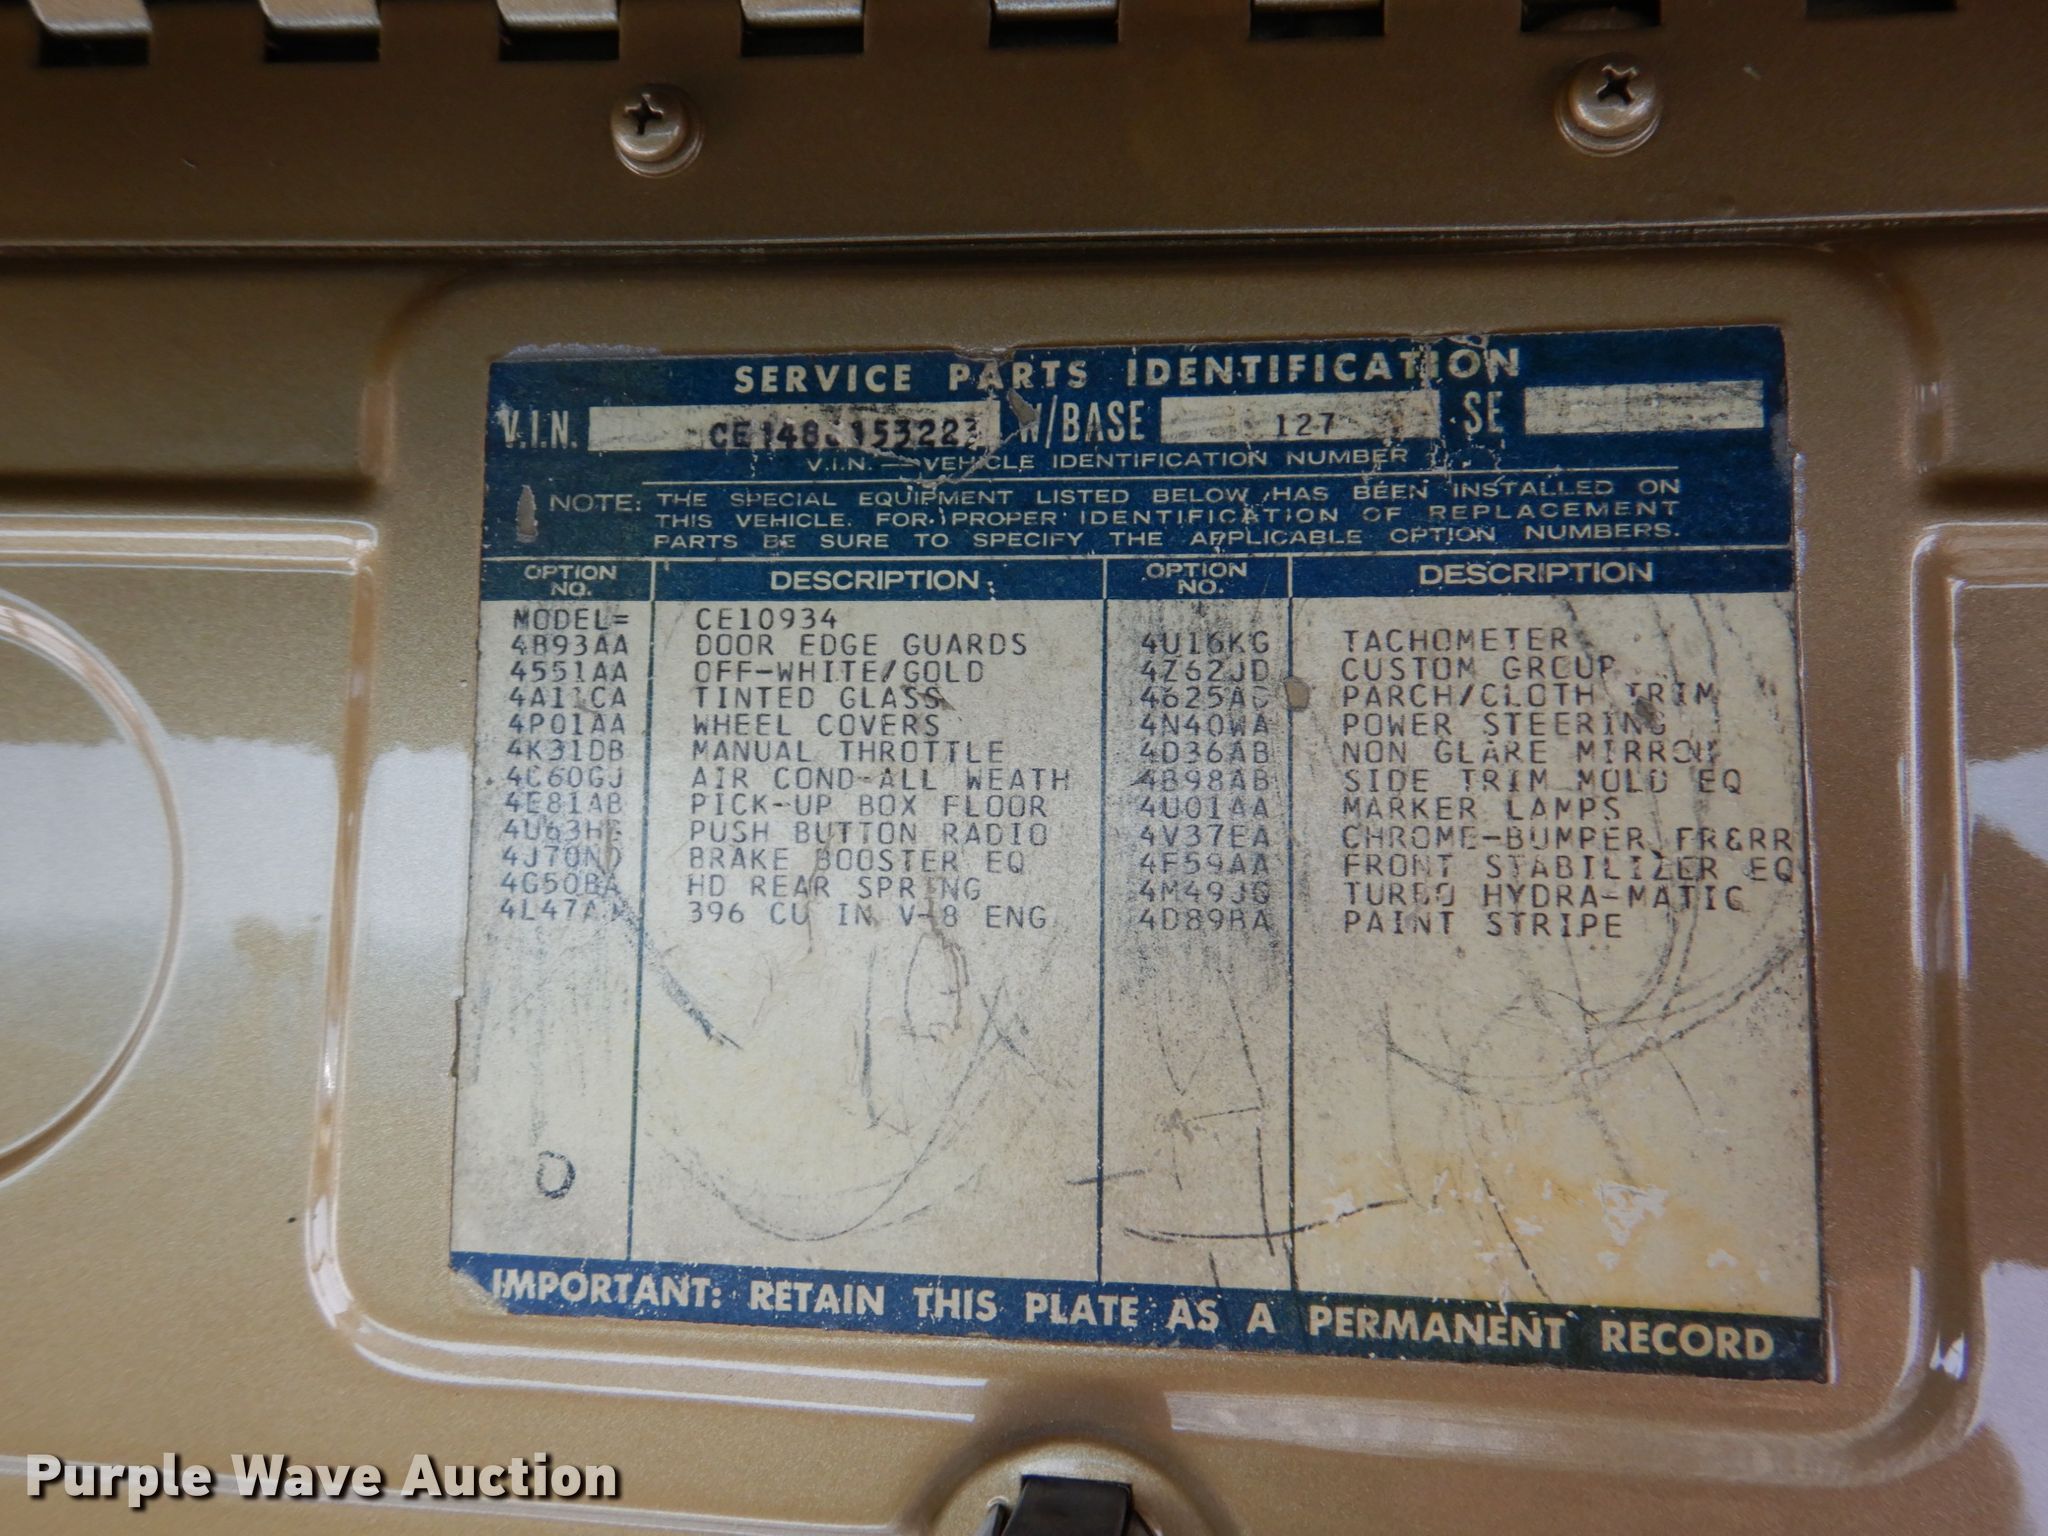 SERVICE PARTS IDENTIFICATION
V.I.N. W/BASE 127 SE
V.I.N. — VEHICLE IDENTIFICATION NUMBER
NOTE: THE SPECIAL EQUIPMENT LISTED BELOW HAS BEEN INSTALLED ON
THIS VEHICLE. FOR PROPER IDENTIFICATION OF REPLACEMENT
PARTS BE SURE TO SPECIFY THE APPLICABLE OPTION NUMBERS.
OPTION NO. DESCRIPTION OPTION NO. DESCRIPTION
MODEL= CE10934
4B93AA DOOR EDGE GUARDS 4U16KG TACHOMETER
4551AA OFF-WHITE/GOLD 4Z62JD CUSTOM GROUP
4A11CA TINTED GLASS PARCH/CLOTH TRIM
4P01AA WHEEL COVERS 4N40WA POWER STEERING
4K31DB MANUAL THROTTLE 4D36AB NON GLARE MIRROR
4C60GJ AIR COND-ALL WEATH 4B98AB SIDE TRIM MOLD EQ
4E81AB PICK-UP BOX FLOOR 4U01AA MARKER LAMPS
PUSH BUTTON RADIO 4V37EA CHROME-BUMPER FR&RR
BRAKE BOOSTER EQ 4F59AA FRONT STABILIZER EQ
4G50BA HD REAR SPRING 4M49JG TURBO HYDRA-MATIC
396 CU IN V-8 ENG 4D89BA PAINT STRIPE
IMPORTANT: RETAIN THIS PLATE AS A PERMANENT RECORD
Purple Wave Auction